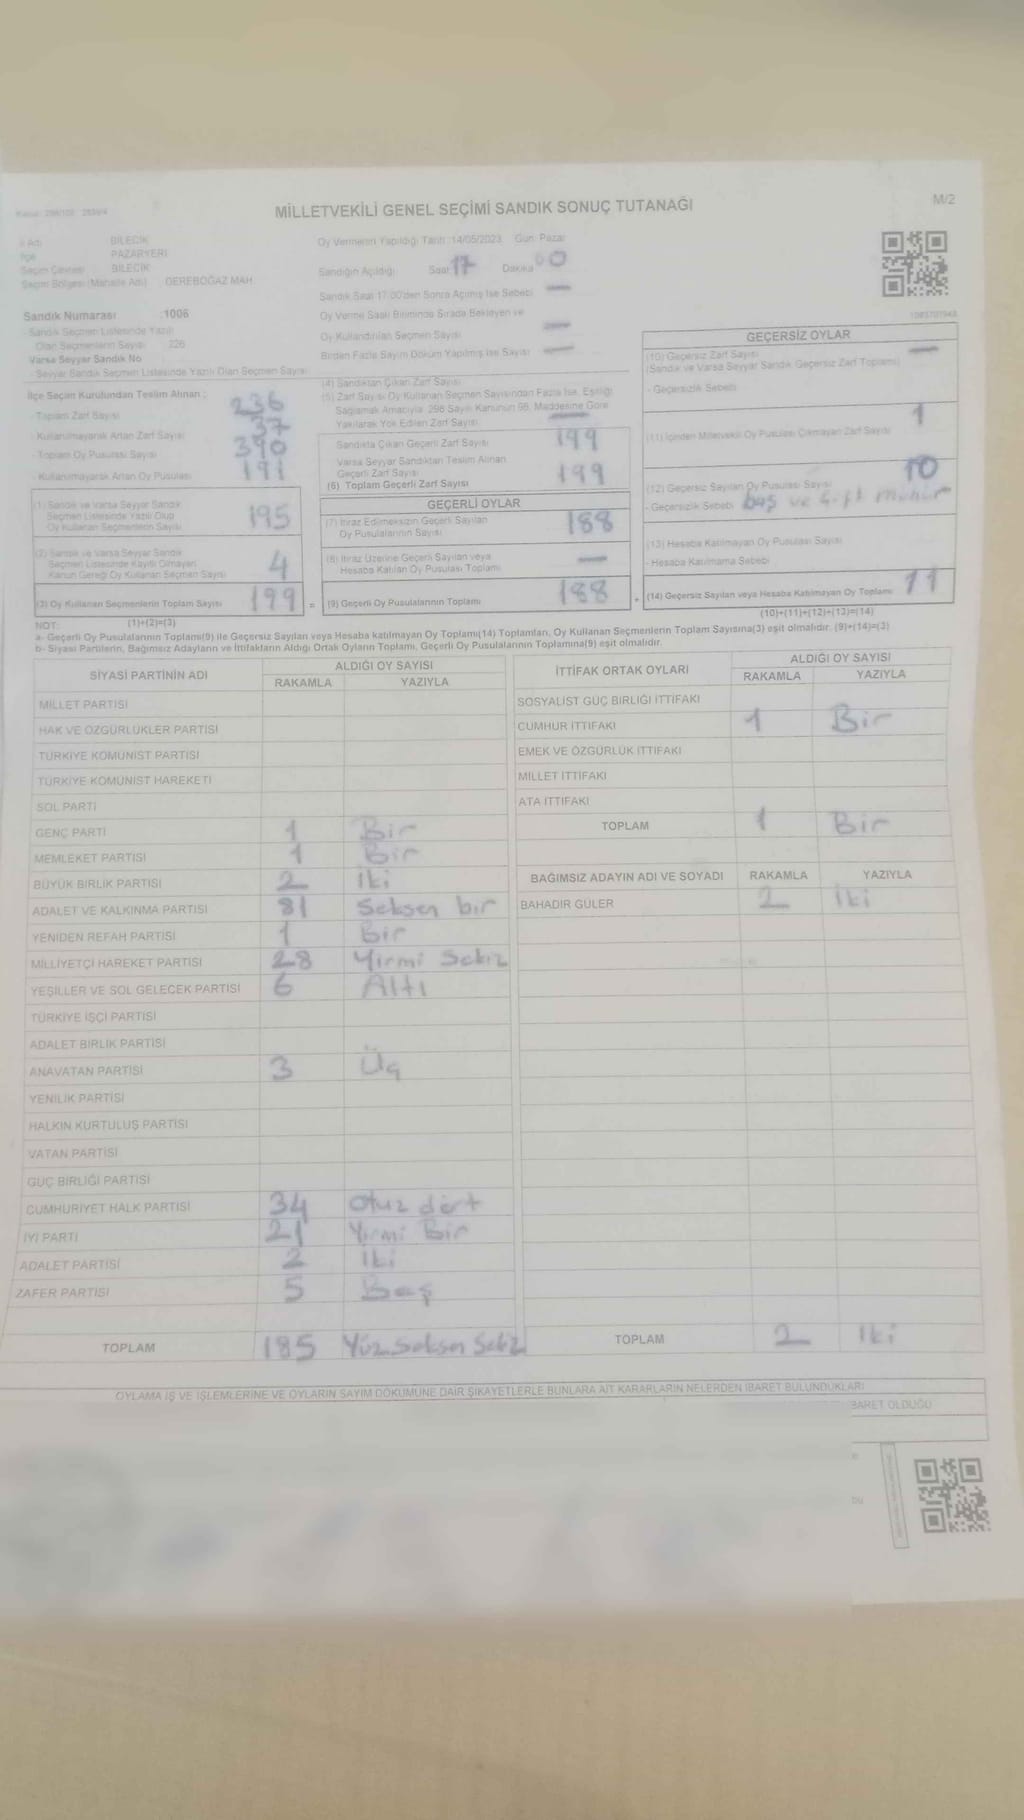 MİLLETVEKİLİ GENEL SEÇİMİ SANDIK SONUÇ TUTANAĞI
M/2
İl Adı BİLECİK
İlçe PAZARYERİ
Seçim Çevresi BİLECİK
Seçim Bölgesi (Mahalle Adı) DEREBOĞAZ MAH.
Sandık Numarası :1006
- Sandık Seçmen Listesinde Yazılı
Olan Seçmenlerin Sayısı 226
Varsa Seyyar Sandık No
- Seyyar Sandık Seçmen Listesinde Yazılı Olan Seçmen Sayısı
İlçe Seçim Kurulundan Teslim Alınan :
- Toplam Zarf Sayısı 236
- Kullanılmayarak Artan Zarf Sayısı 37
- Toplam Oy Pusulası Sayısı 390
- Kullanılmayarak Artan Oy Pusulası 191
(1) Sandık ve Varsa Seyyar Sandık
Seçmen Listesinde Yazılı Olup
Oy Kullanan Seçmenlerin Sayısı 195
(2) Sandık ve Varsa Seyyar Sandık
Seçmen Listesinde Kayıtlı Olmayan
Kanun Gereği Oy Kullanan Seçmen Sayısı 4
(3) Oy Kullanan Seçmenlerin Toplam Sayısı 199 =
Oy Vermenin Yapıldığı Tarih :14/05/2023 Gün: Pazar
Sandığın Açıldığı Saat 17 Dakika 00
Sandık Saat 17.00'den Sonra Açılmış İse Sebebi —
Oy Verme Saati Bitiminde Sırada Bekleyen ve
Oy Kullandırılan Seçmen Sayısı —
Birden Fazla Sayım Döküm Yapılmış İse Sayısı —
(4) Sandıktan Çıkan Zarf Sayısı
(5) Zarf Sayısı Oy Kullanan Seçmen Sayısından Fazla İse, Eşitliği
Sağlamak Amacıyla 298 Sayılı Kanunun 98. Maddesine Göre
Yakılarak Yok Edilen Zarf Sayısı —
Sandıkta Çıkan Geçerli Zarf Sayısı 199
Varsa Seyyar Sandıktan Teslim Alınan
Geçerli Zarf Sayısı
(6) Toplam Geçerli Zarf Sayısı 199
GEÇERLİ OYLAR
(7) İtiraz Edilmeksizin Geçerli Sayılan
Oy Pusulalarının Sayısı 188
(8) İtiraz Üzerine Geçerli Sayılan veya
Hesaba Katılan Oy Pusulası Toplamı —
(9) Geçerli Oy Pusulalarının Toplamı 188 +
GEÇERSİZ OYLAR
(10) Geçersiz Zarf Sayısı —
(Sandık ve Varsa Seyyar Sandık Geçersiz Zarf Toplamı)
- Geçersizlik Sebebi
(11) İçinden Milletvekili Oy Pusulası Çıkmayan Zarf Sayısı 1
(12) Geçersiz Sayılan Oy Pusulası Sayısı 10
- Geçersizlik Sebebi boş ve Çift mühür
(13) Hesaba Katılmayan Oy Pusulası Sayısı
- Hesaba Katılmama Sebebi
(14) Geçersiz Sayılan veya Hesaba Katılmayan Oy Toplamı 11
NOT: (1)+(2)=(3)
(10)+(11)+(12)+(13)=(14)
a- Geçerli Oy Pusulalarının Toplamı(9) ile Geçersiz Sayılan veya Hesaba katılmayan Oy Toplamı(14) Toplamları, Oy Kullanan Seçmenlerin Toplam Sayısına(3) eşit olmalıdır. (9)+(14)=(3)
b- Siyasi Partilerin, Bağımsız Adayların ve İttifakların Aldığı Ortak Oyların Toplamı, Geçerli Oy Pusulalarının Toplamına(9) eşit olmalıdır.
SİYASİ PARTİNİN ADI ALDIĞI OY SAYISI
RAKAMLA YAZIYLA
MİLLET PARTİSİ
HAK VE ÖZGÜRLÜKLER PARTİSİ
TÜRKİYE KOMÜNİST PARTİSİ
TÜRKİYE KOMÜNİST HAREKETİ
SOL PARTİ
GENÇ PARTİ 1 Bir
MEMLEKET PARTİSİ 1 Bir
BÜYÜK BİRLİK PARTİSİ 2 İki
ADALET VE KALKINMA PARTİSİ 81 Seksen bir
YENİDEN REFAH PARTİSİ 1 Bir
MİLLİYETÇİ HAREKET PARTİSİ 28 Yirmi Sekiz
YEŞİLLER VE SOL GELECEK PARTİSİ 6 Altı
TÜRKİYE İŞÇİ PARTİSİ
ADALET BİRLİK PARTİSİ
ANAVATAN PARTİSİ 3 Üç
YENİLİK PARTİSİ
HALKIN KURTULUŞ PARTİSİ
VATAN PARTİSİ
GÜÇ BİRLİĞİ PARTİSİ
CUMHURİYET HALK PARTİSİ 34 otuz dört
İYİ PARTİ 21 Yirmi Bir
ADALET PARTİSİ 2 İki
ZAFER PARTİSİ 5 Beş
TOPLAM 185 Yüz Seksen Sekiz
İTTİFAK ORTAK OYLARI ALDIĞI OY SAYISI
RAKAMLA YAZIYLA
SOSYALİST GÜÇ BİRLİĞİ İTTİFAKI
CUMHUR İTTİFAKI 1 Bir
EMEK VE ÖZGÜRLÜK İTTİFAKI
MİLLET İTTİFAKI
ATA İTTİFAKI
TOPLAM 1 Bir
BAĞIMSIZ ADAYIN ADI VE SOYADI RAKAMLA YAZIYLA
BAHADIR GÜLER 2 İki
TOPLAM 2 İki
OYLAMA İŞ VE İŞLEMLERİNE VE OYLARIN SAYIM DÖKÜMÜNE DAİR ŞİKAYETLERLE BUNLARA AİT KARARLARIN NELERDEN İBARET BULUNDUKLARI
OLDUĞU